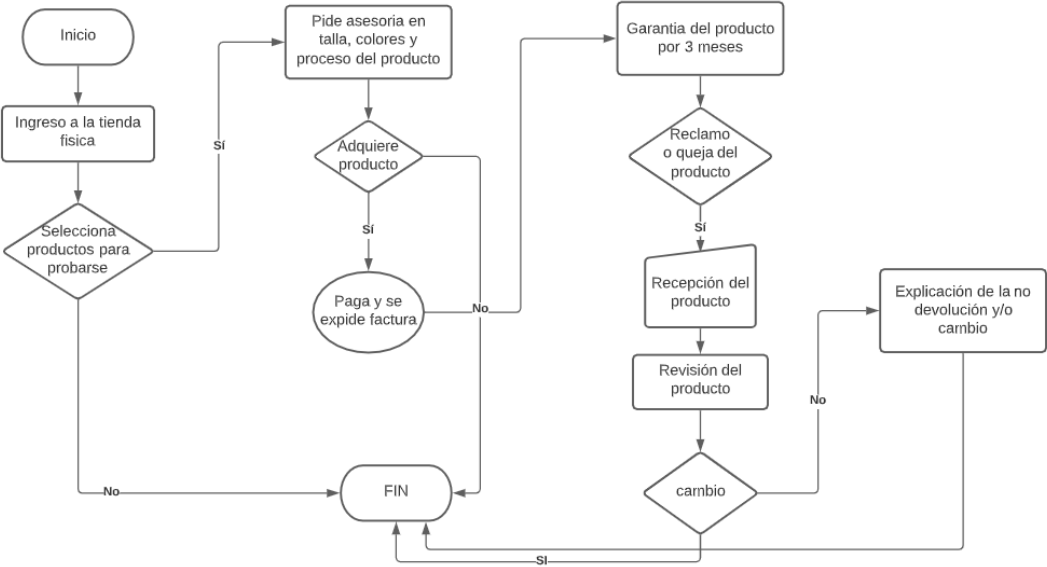 Inicio
Ingreso a la tienda
fisica
Selecciona
productos para
probarse
Sí
No
Pide asesoria en
talla, colores y
proceso del producto
Adquiere
producto
Sí
No
Paga y se
expide factura
FIN
Garantia del producto
por 3 meses
Reclamo
o queja del
producto
Sí
Recepción del
producto
Revisión del
producto
cambio
No
SI
Explicación de la no
devolución y/o
cambio